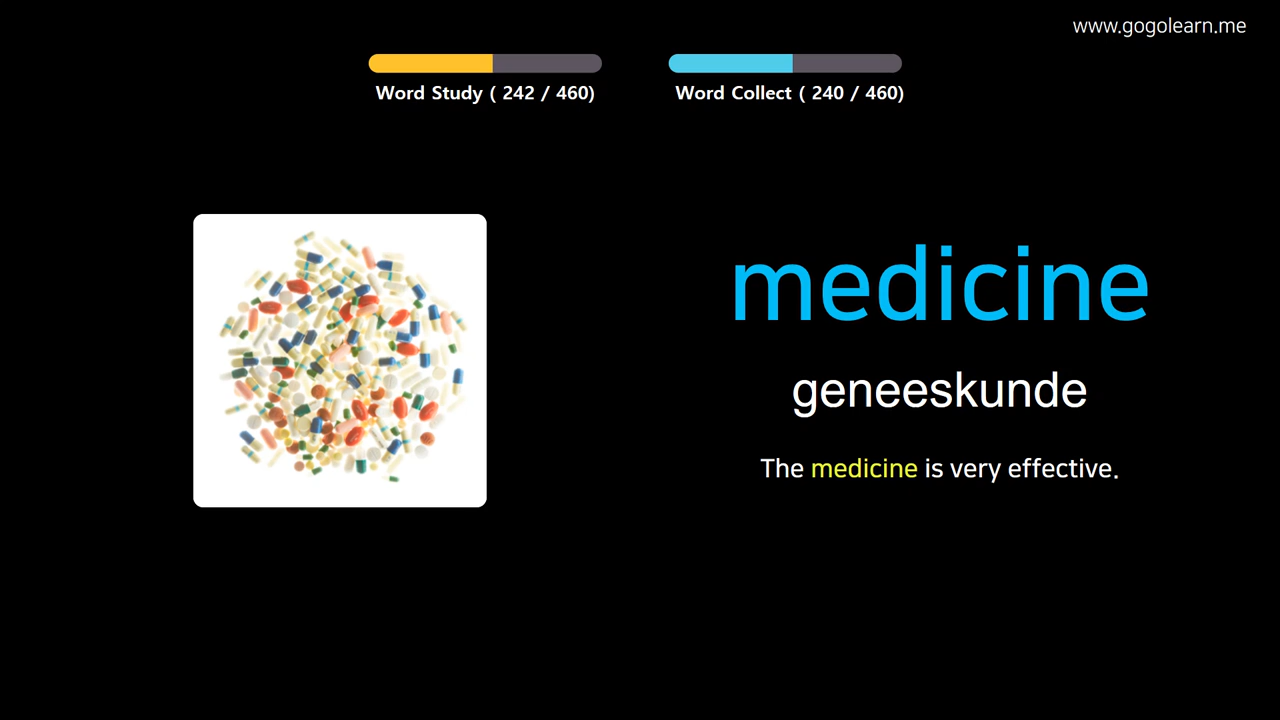 www.gogolearn.me
Word Study ( 242 / 460)
Word Collect ( 240 / 460)
medicine
geneeskunde
The medicine is very effective.